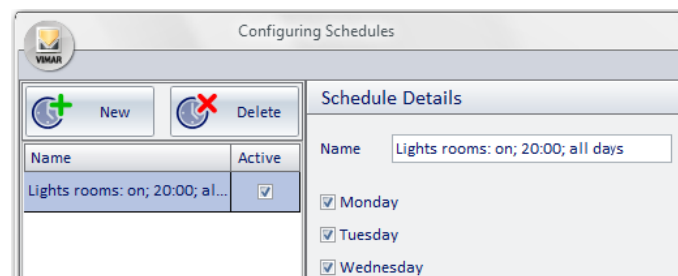 Configuring Schedules
VIMAR
New
Delete
Name
Active
Lights rooms: on; 20:00; al...
Schedule Details
Name
Lights rooms: on; 20:00; all days
Monday
Tuesday
Wednesday